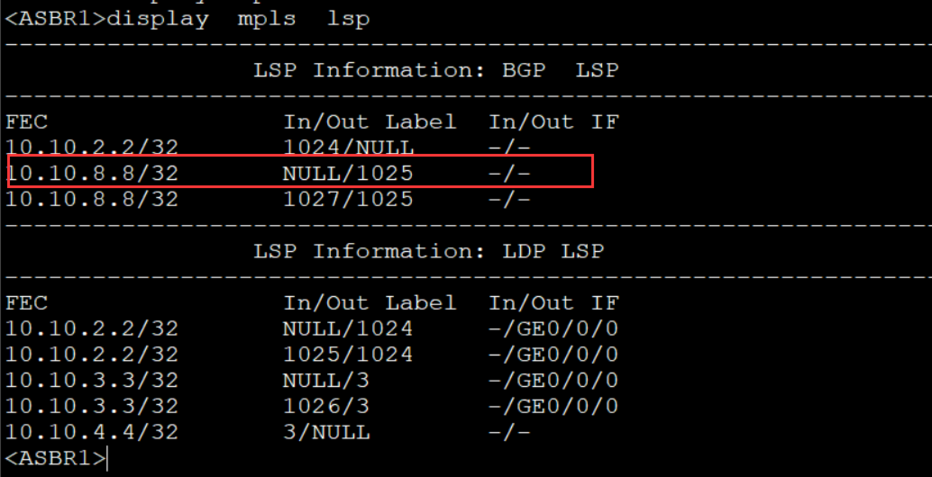 <ASBR1>display mpls lsp
-------------------------------------------------------------------------------
LSP Information: BGP LSP
-------------------------------------------------------------------------------
FEC In/Out Label In/Out IF
10.10.2.2/32 1024/NULL -/-
10.10.8.8/32 NULL/1025 -/-
10.10.8.8/32 1027/1025 -/-
-------------------------------------------------------------------------------
LSP Information: LDP LSP
-------------------------------------------------------------------------------
FEC In/Out Label In/Out IF
10.10.2.2/32 NULL/1024 -/GE0/0/0
10.10.2.2/32 1025/1024 -/GE0/0/0
10.10.3.3/32 NULL/3 -/GE0/0/0
10.10.3.3/32 1026/3 -/GE0/0/0
10.10.4.4/32 3/NULL -/-
<ASBR1>